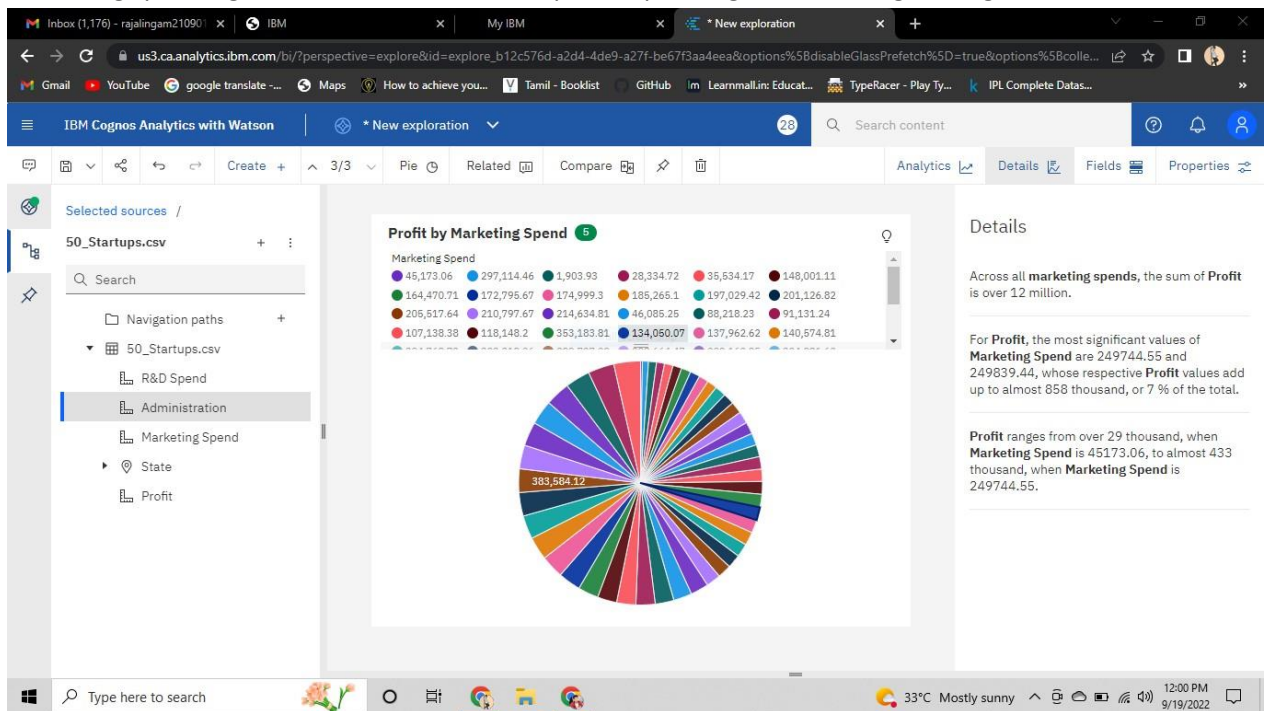 Inbox (1,176) - rajalingam210901
IBM
My IBM
* New exploration
us3.ca.analytics.ibm.com/bi/?perspective=explore&id=explore_b12c576d-a2d4-4de9-a27f-be67f3aa4eea&options%5BdisableGlassPrefetch%5D=true&options%5Bcolle...
Gmail YouTube google translate -... Maps How to achieve you... Tamil - Booklist GitHub Learnmall.in: Educat... TypeRacer - Play Ty... IPL Complete Datas... »
IBM Cognos Analytics with Watson * New exploration 28 Search content
Create + 3/3 Pie Related Compare Analytics Details Fields Properties
Selected sources /
50_Startups.csv
Search
Navigation paths
50_Startups.csv
R&D Spend
Administration
Marketing Spend
State
Profit
Profit by Marketing Spend 5
Marketing Spend
45,173.06 297,114.46 1,903.93 28,334.72 35,534.17 148,001.11
164,470.71 172,795.67 174,999.3 185,265.1 197,029.42 201,126.82
205,517.64 210,797.67 214,634.81 46,085.25 88,218.23 91,131.24
107,138.38 118,148.2 353,183.81 134,050.07 137,962.62 140,574.81
383,584.12
Details
Across all marketing spends, the sum of Profit
is over 12 million.
For Profit, the most significant values of
Marketing Spend are 249744.55 and
249839.44, whose respective Profit values add
up to almost 858 thousand, or 7 % of the total.
Profit ranges from over 29 thousand, when
Marketing Spend is 45173.06, to almost 433
thousand, when Marketing Spend is
249744.55.
Type here to search
33°C Mostly sunny
12:00 PM
9/19/2022